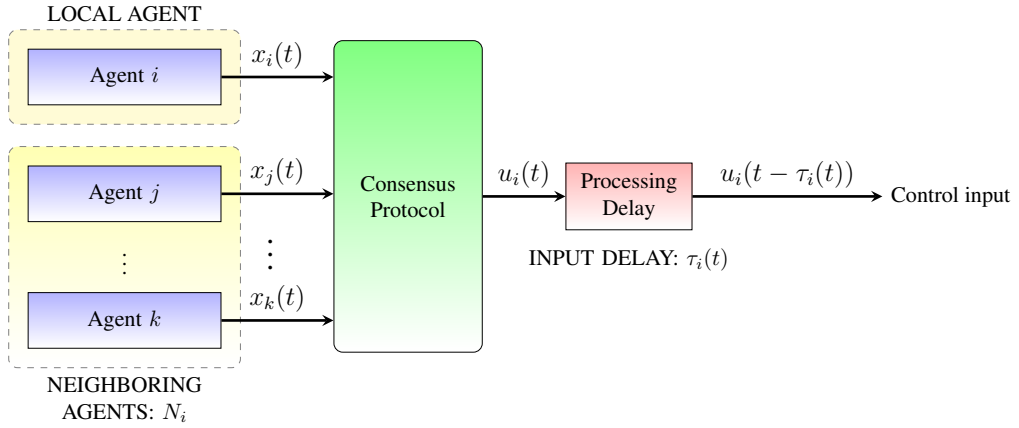 LOCAL AGENT
Agent i
x_i(t)
Agent j
x_j(t)
⋮
⋮
Agent k
x_k(t)
NEIGHBORING
AGENTS: N_i
Consensus
Protocol
u_i(t)
Processing
Delay
INPUT DELAY: τ_i(t)
u_i(t − τ_i(t))
Control input